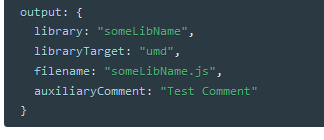 output: {
  library: "someLibName",
  libraryTarget: "umd",
  filename: "someLibName.js",
  auxiliaryComment: "Test Comment"
}